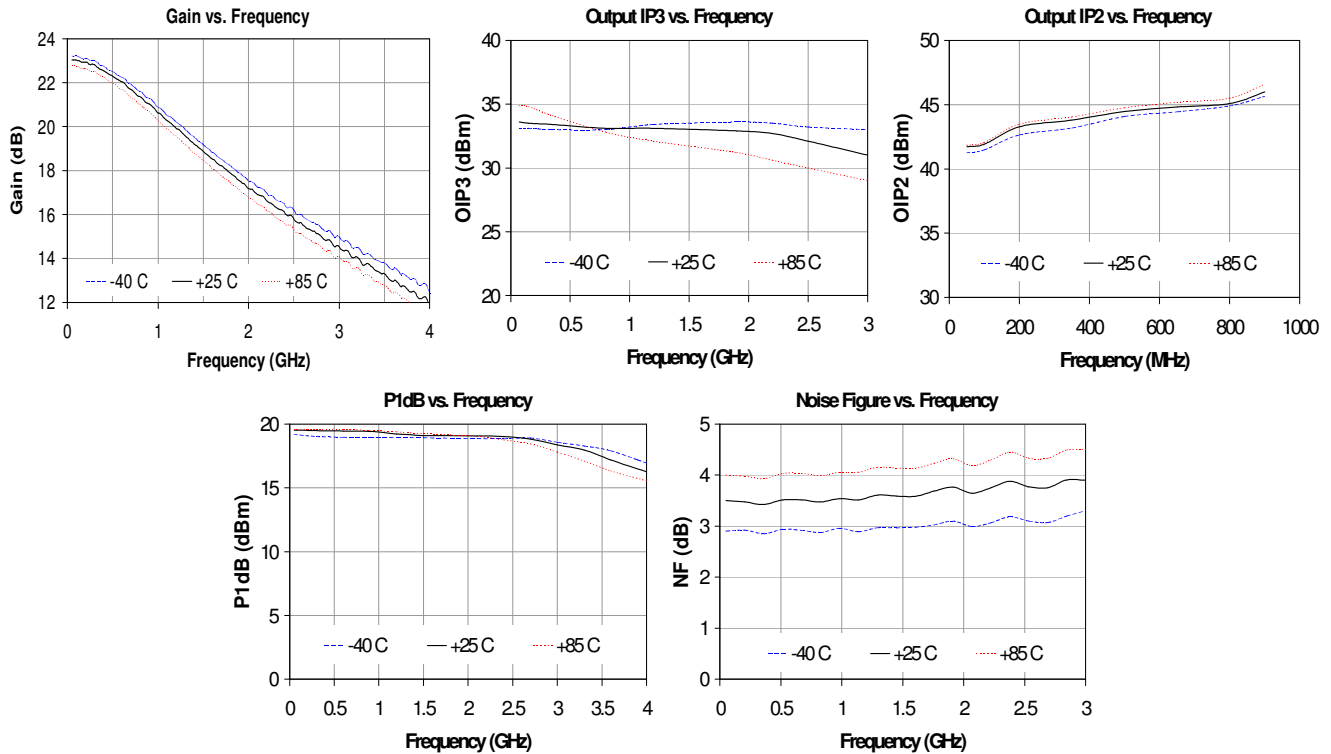 Gain vs. Frequency
24
22
20
18
16
14
12
Gain (dB)
-40 C
+25 C
+85 C
0
1
2
3
4
Frequency (GHz)
Output IP3 vs. Frequency
40
35
30
25
20
OIP3 (dBm)
-40 C
+25 C
+85 C
0
0.5
1
1.5
2
2.5
3
Frequency (GHz)
Output IP2 vs. Frequency
50
45
40
35
30
OIP2 (dBm)
-40 C
+25 C
+85 C
0
200
400
600
800
1000
Frequency (MHz)
P1dB vs. Frequency
20
15
10
5
0
P1dB (dBm)
-40 C
+25 C
+85 C
0
0.5
1
1.5
2
2.5
3
3.5
4
Frequency (GHz)
Noise Figure vs. Frequency
5
4
3
2
1
0
NF (dB)
-40 C
+25 C
+85 C
0
0.5
1
1.5
2
2.5
3
Frequency (GHz)